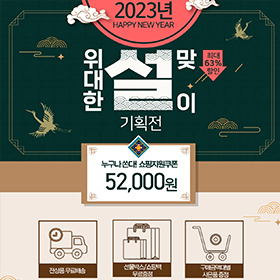 2023년
HAPPY NEW YEAR
위대한 설 맞이
최대
63%
할인
기획전
누구나 쏜다! 쇼핑지원쿠폰
52,000원
전상품 무료배송
선물박스/쇼핑백
무료증정
구매금액대별
사은품 증정